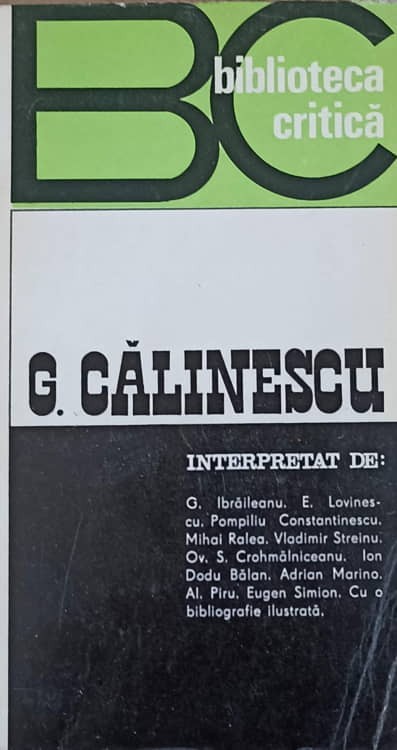 BC
biblioteca
critică
G. CĂLINESCU
INTERPRETAT DE:
G. Ibrăileanu. E. Lovines-
cu. Pompiliu Constantinescu.
Mihai Ralea. Vladimir Streinu.
Ov. S. Crohmălniceanu. Ion
Dodu Bălan. Adrian Marino.
Al. Piru. Eugen Simion. Cu o
bibliografie ilustrată.